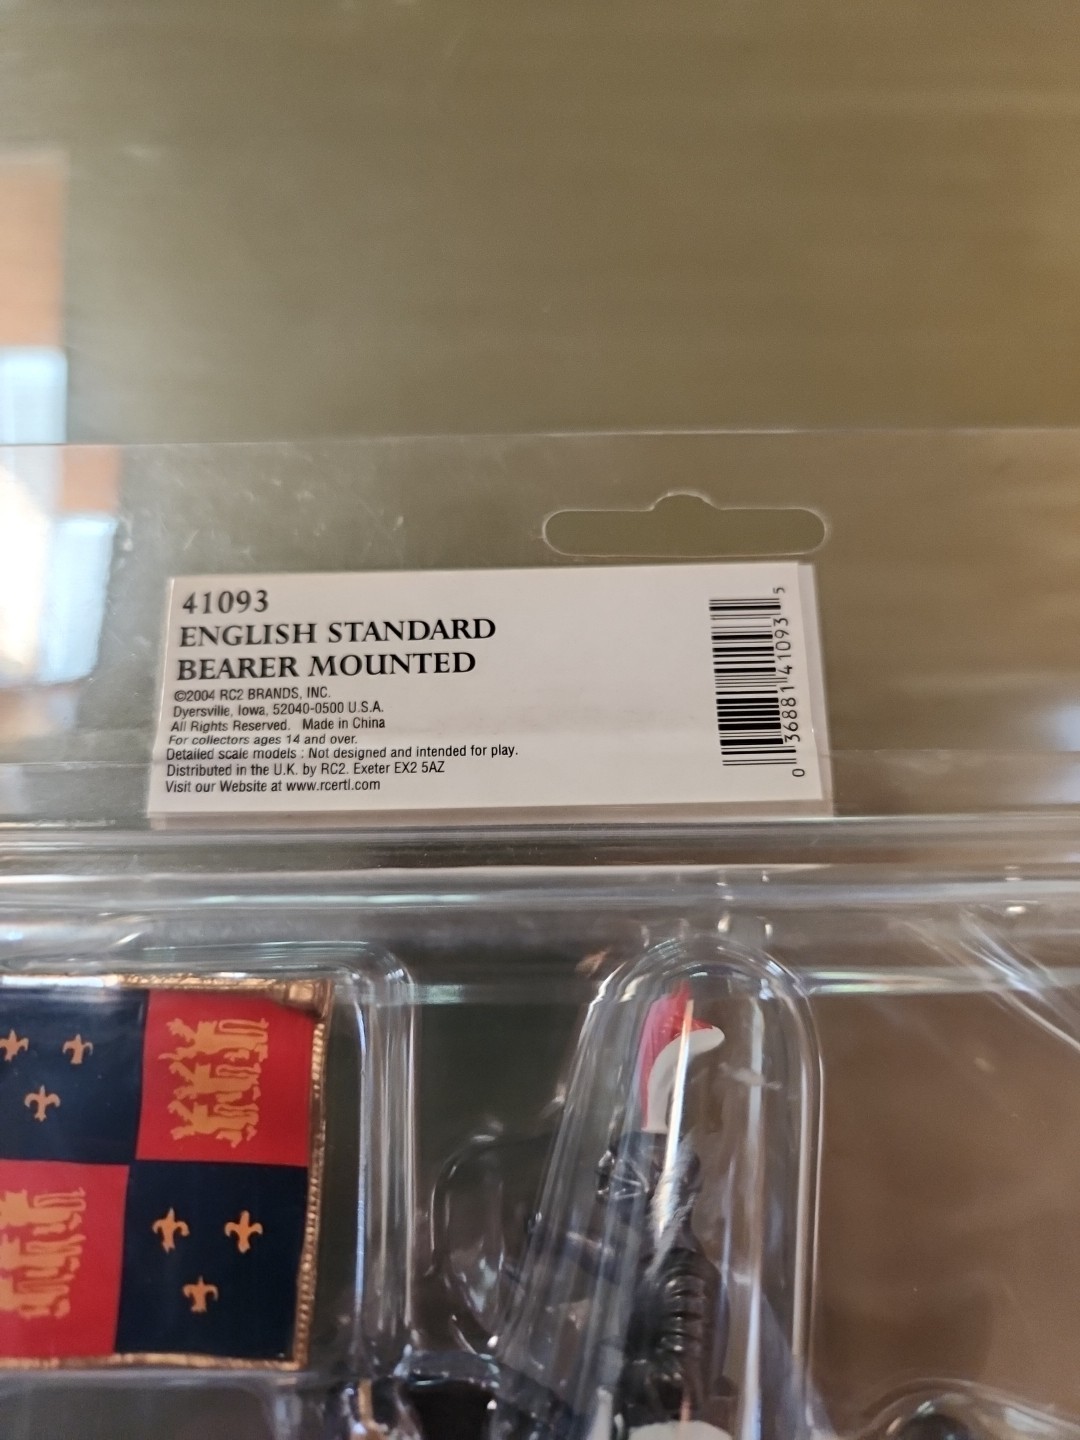 41093
ENGLISH STANDARD
BEARER MOUNTED
©2004 RC2 BRANDS, INC.
Dyersville, Iowa, 52040-0500 U.S.A.
All Rights Reserved. Made in China
For collectors ages 14 and over.
Detailed scale models : Not designed and intended for play.
Distributed in the U.K. by RC2. Exeter EX2 5AZ
Visit our Website at www.rcertl.com
0 36881 41093 5